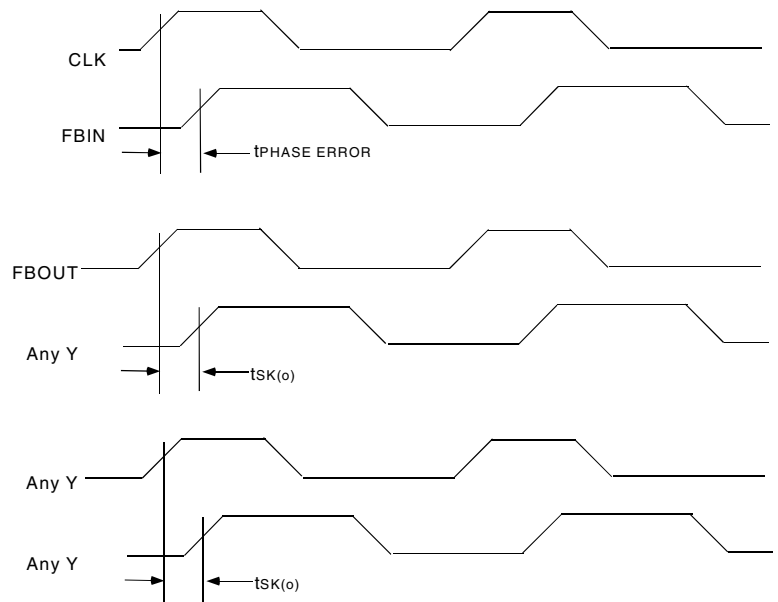 CLK
FBIN
tPHASE ERROR
FBOUT
Any Y
tSK(o)
Any Y
Any Y
tSK(o)